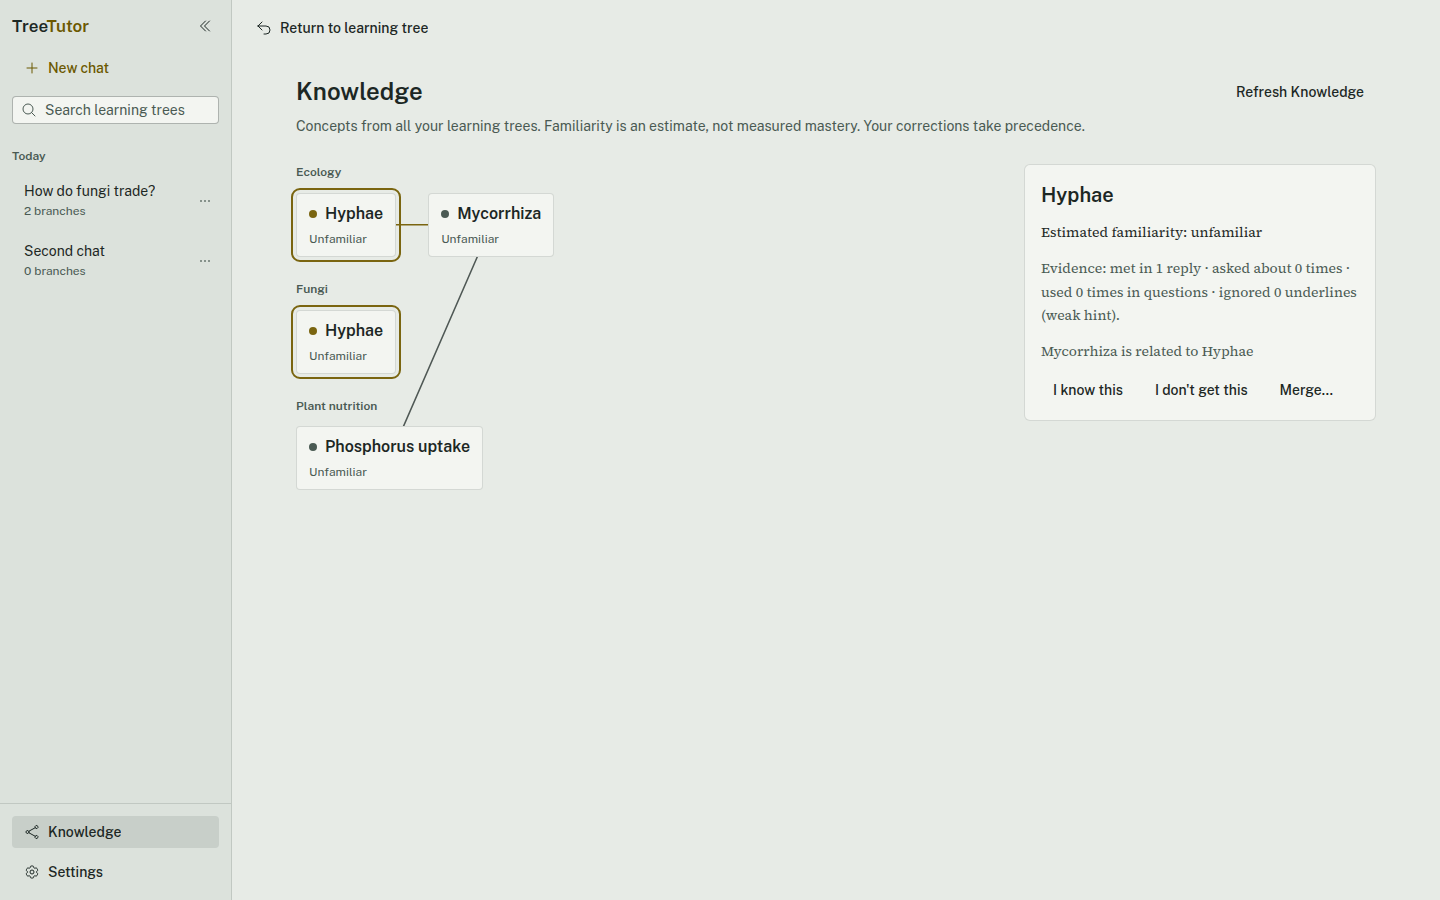 TreeTutor
New chat
Search learning trees
Today
How do fungi trade?
2 branches
Second chat
0 branches
Knowledge
Settings
Return to learning tree
Knowledge
Refresh Knowledge
Concepts from all your learning trees. Familiarity is an estimate, not measured mastery. Your corrections take precedence.
Ecology
Hyphae
Unfamiliar
Mycorrhiza
Unfamiliar
Fungi
Hyphae
Unfamiliar
Plant nutrition
Phosphorus uptake
Unfamiliar
Hyphae
Estimated familiarity: unfamiliar
Evidence: met in 1 reply · asked about 0 times ·
used 0 times in questions · ignored 0 underlines
(weak hint).
Mycorrhiza is related to Hyphae
I know this
I don't get this
Merge...